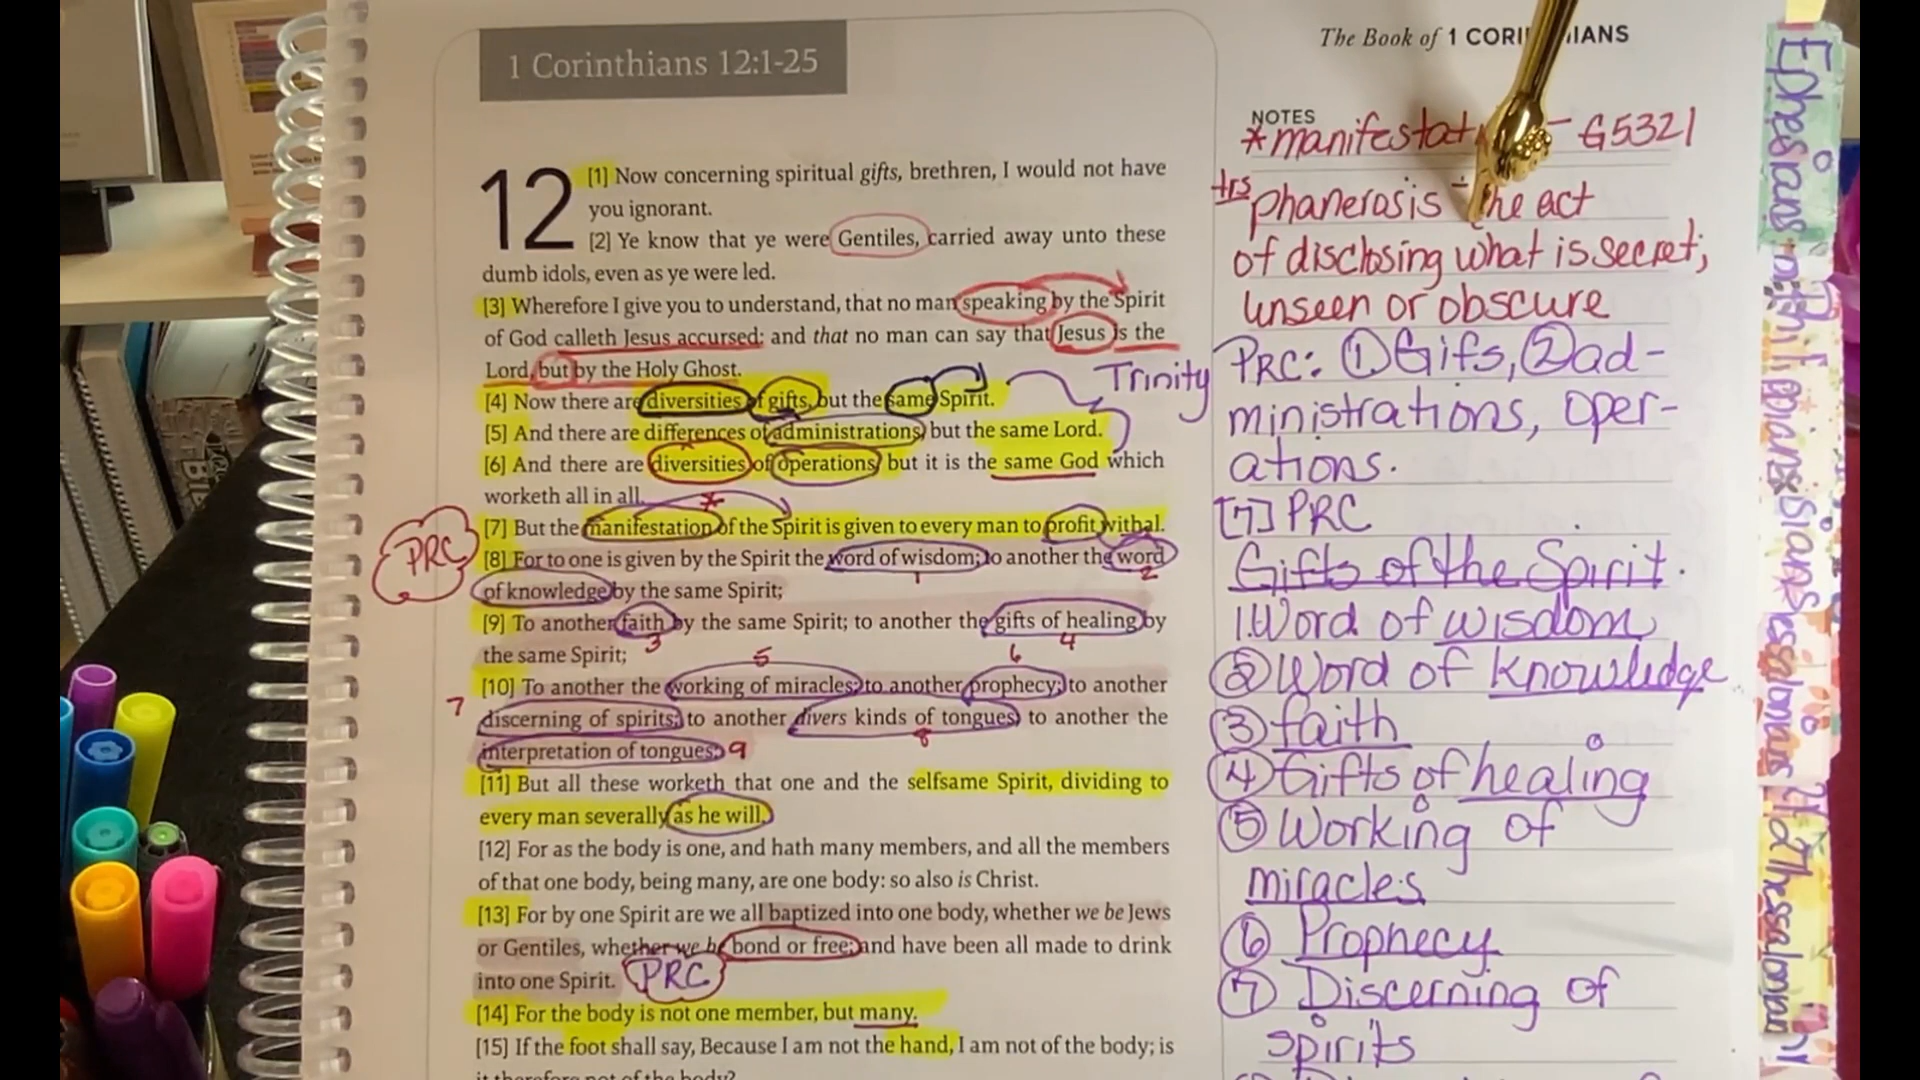 1 Corinthians 12:1-25
12 [1] Now concerning spiritual gifts, brethren, I would not have
you ignorant.
[2] Ye know that ye were Gentiles, carried away unto these
dumb idols, even as ye were led.
[3] Wherefore I give you to understand, that no man speaking by the Spirit
of God calleth Jesus accursed: and that no man can say that Jesus is the
Lord, but by the Holy Ghost.
[4] Now there are diversities of gifts, but the same Spirit.
Trinity
[5] And there are differences of administrations, but the same Lord.
[6] And there are diversities of operations, but it is the same God which
worketh all in all.
[7] But the manifestation of the Spirit is given to every man to profit withal.
PRC
[8] For to one is given by the Spirit the word of wisdom; to another the word
1 2
of knowledge by the same Spirit;
[9] To another faith by the same Spirit; to another the gifts of healing by
3 4
the same Spirit;
5 6
[10] To another the working of miracles; to another prophecy; to another
7
discerning of spirits; to another divers kinds of tongues; to another the
8
interpretation of tongues: 9
[11] But all these worketh that one and the selfsame Spirit, dividing to
every man severally as he will.
[12] For as the body is one, and hath many members, and all the members
of that one body, being many, are one body: so also is Christ.
[13] For by one Spirit are we all baptized into one body, whether we be Jews
or Gentiles, whether we be bond or free; and have been all made to drink
into one Spirit. PRC
[14] For the body is not one member, but many.
[15] If the foot shall say, Because I am not the hand, I am not of the body; is
it therefore not of the body?
The Book of 1 CORI IANS
NOTES
*manifestat - G5321
trs phanerosis - the act
of disclosing what is secret;
unseen or obscure
PRC: ① Gifs, ② ad-
ministrations, oper-
ations.
[7] PRC
Gifts of the Spirit.
1. Word of wisdom
② Word of knowledge
③ faith
④ Gifts of healing
⑤ Working of
miracles
⑥ Prophecy
⑦ Discerning of
spirits
Ephesians